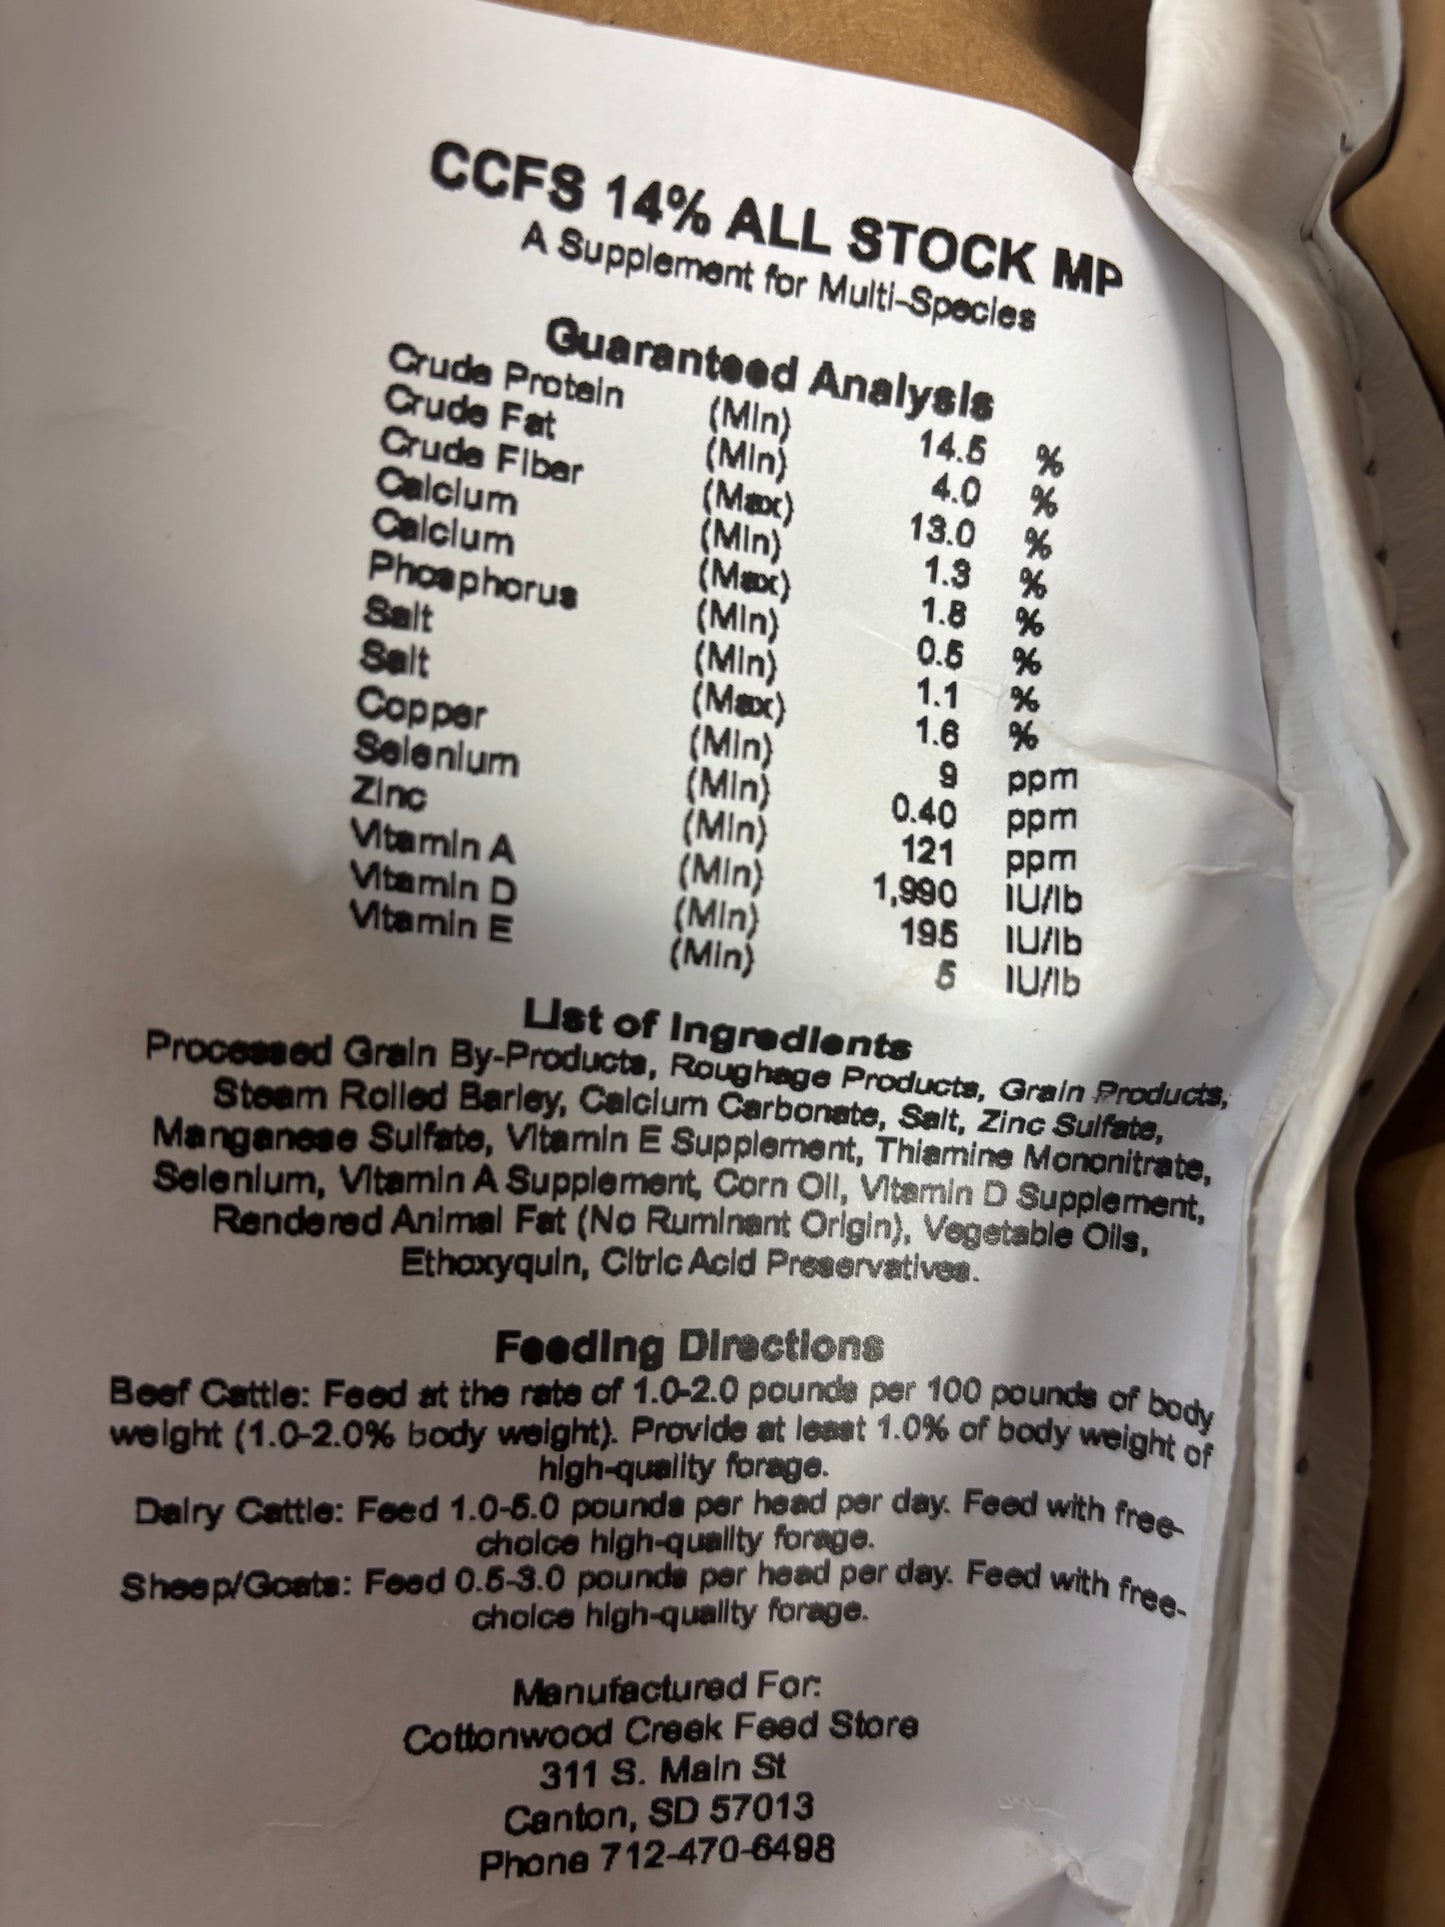 CCFS 14% ALL STOCK MP
A Supplement for Multi-Species
Guaranteed Analysis
Crude Protein (Min) 14.5 %
Crude Fat (Min) 4.0 %
Crude Fiber (Max) 13.0 %
Calcium (Min) 1.3 %
Calcium (Max) 1.8 %
Phosphorus (Min) 0.5 %
Salt (Min) 1.1 %
Salt (Max) 1.6 %
Copper (Min) 9 ppm
Selenium (Min) 0.40 ppm
Zinc (Min) 121 ppm
Vitamin A (Min) 1,990 IU/lb
Vitamin D (Min) 195 IU/lb
Vitamin E (Min) 5 IU/lb
List of Ingredients
Processed Grain By-Products, Roughage Products, Grain Products,
Steam Rolled Barley, Calcium Carbonate, Salt, Zinc Sulfate,
Manganese Sulfate, Vitamin E Supplement, Thiamine Mononitrate,
Selenium, Vitamin A Supplement, Corn Oil, Vitamin D Supplement,
Rendered Animal Fat (No Ruminant Origin), Vegetable Oils,
Ethoxyquin, Citric Acid Preservatives.
Feeding Directions
Beef Cattle: Feed at the rate of 1.0-2.0 pounds per 100 pounds of body
weight (1.0-2.0% body weight). Provide at least 1.0% of body weight of
high-quality forage.
Dairy Cattle: Feed 1.0-5.0 pounds per head per day. Feed with free-
choice high-quality forage.
Sheep/Goats: Feed 0.5-3.0 pounds per head per day. Feed with free-
choice high-quality forage.
Manufactured For:
Cottonwood Creek Feed Store
311 S. Main St
Canton, SD 57013
Phone 712-470-6498